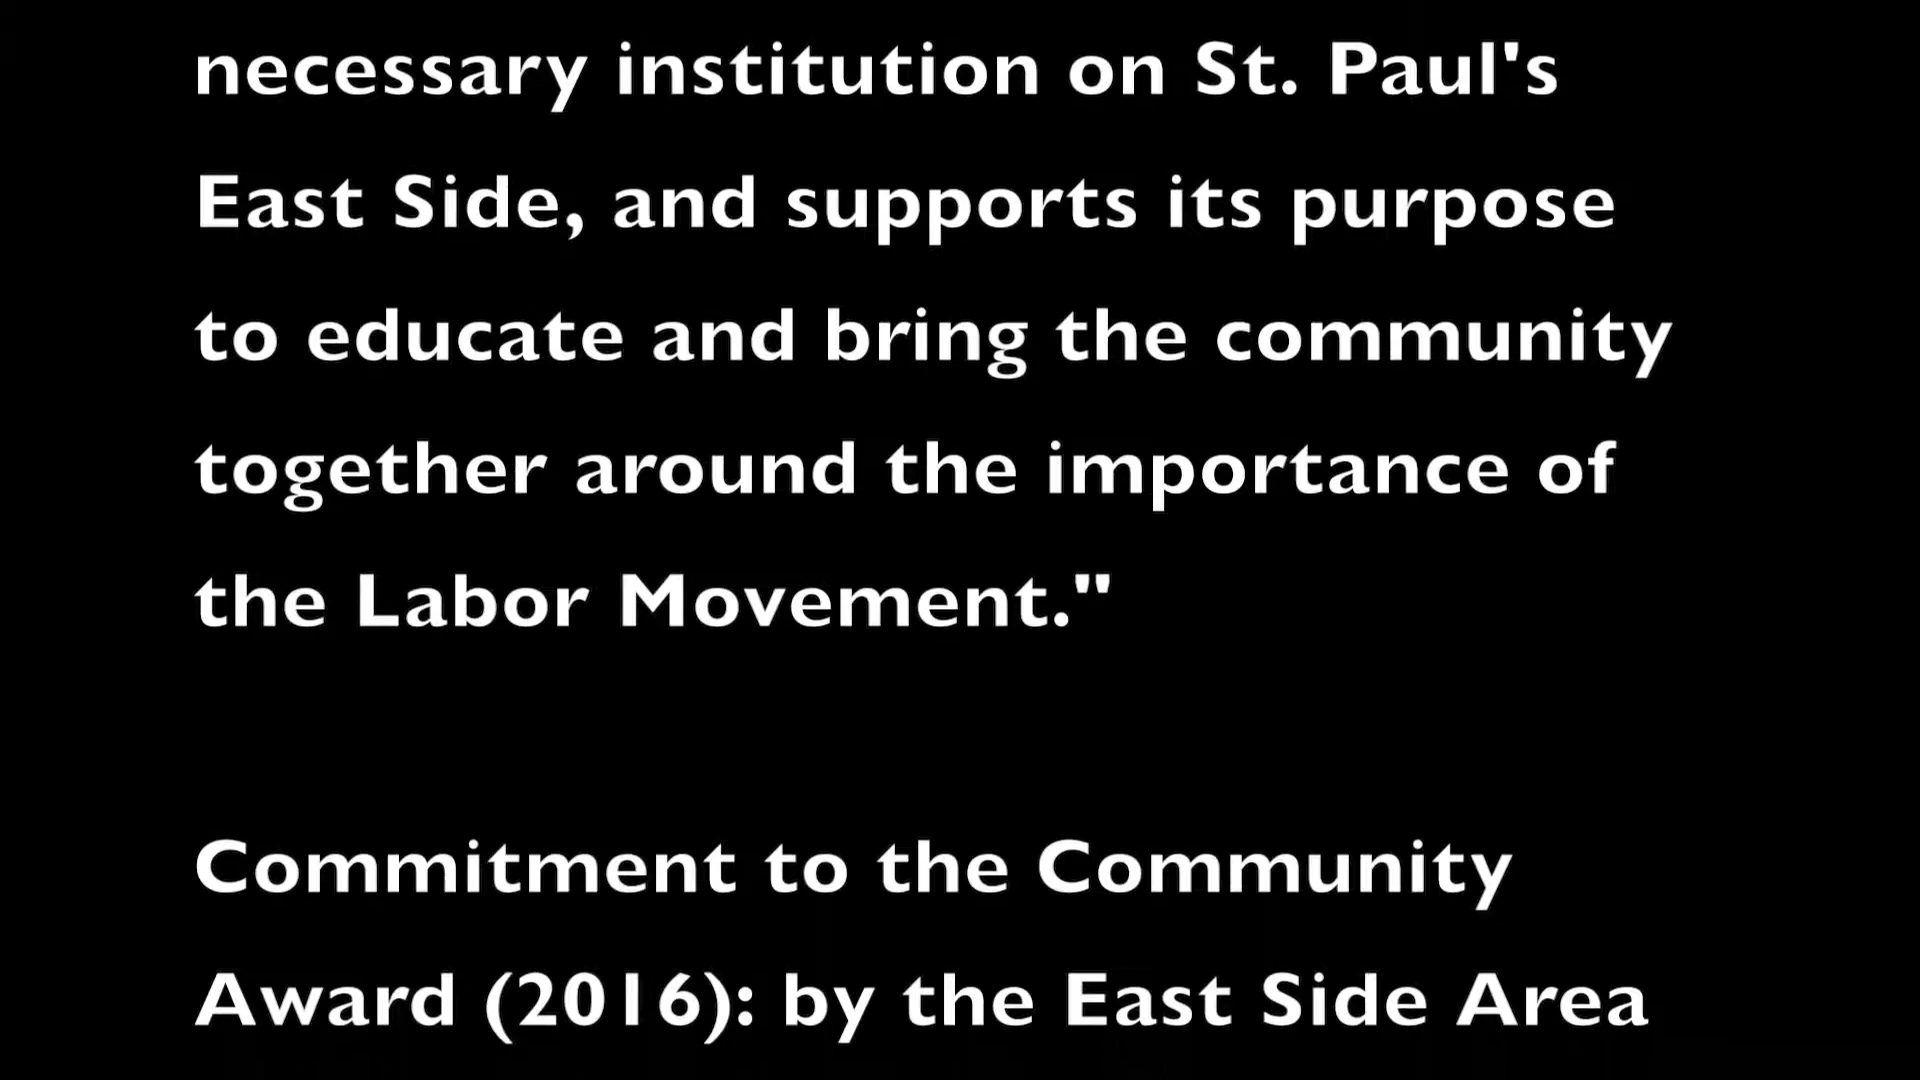 necessary institution on St. Paul's
East Side, and supports its purpose
to educate and bring the community
together around the importance of
the Labor Movement."
Commitment to the Community
Award (2016): by the East Side Area